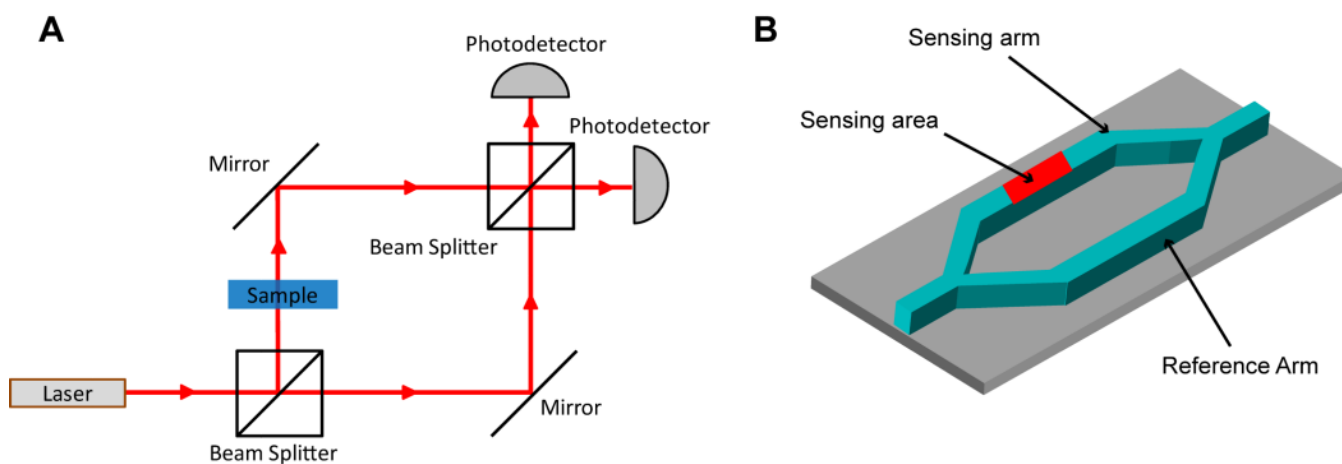 A
Photodetector
Photodetector
Mirror
Beam Splitter
Sample
Laser
Mirror
Beam Splitter
B
Sensing arm
Sensing area
Reference Arm